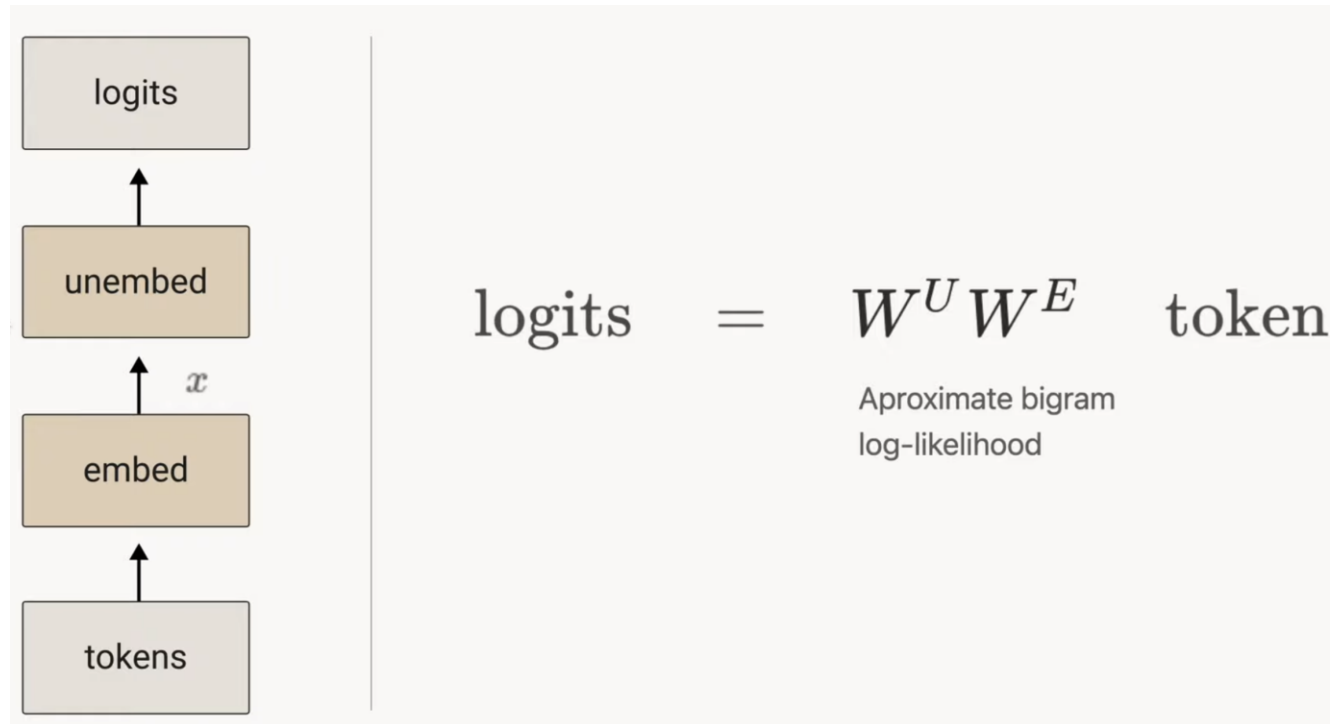 logits
unembed
x
embed
tokens
logits = W^U W^E token
Aproximate bigram
log-likelihood